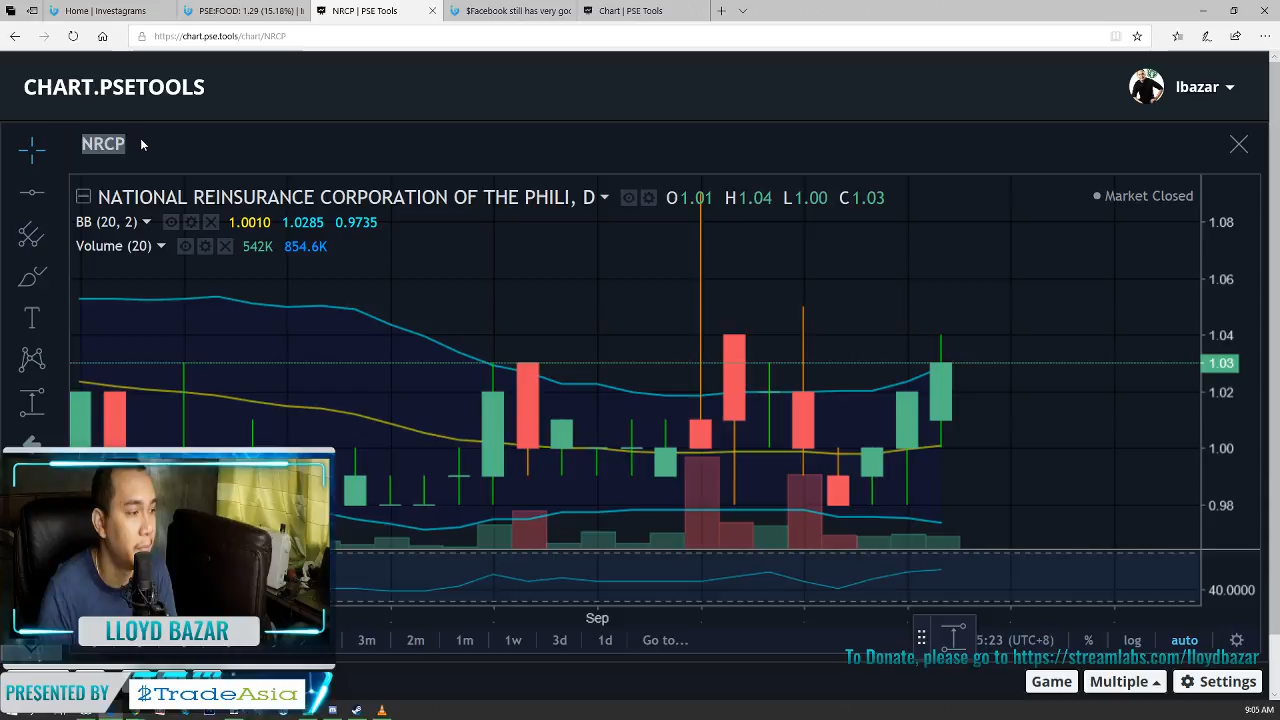 Home | Investagrams
PSE:FOOD: 1.29 (15.18%) | I
NRCP | PSE Tools
$Facebook still has very go
Chart | PSE Tools
https://chart.pse.tools/chart/NRCP
CHART.PSETOOLS
lbazar
NRCP
NATIONAL REINSURANCE CORPORATION OF THE PHILI, D
O1.01 H1.04 L1.00 C1.03
Market Closed
BB (20, 2) 1.0010 1.0285 0.9735
Volume (20) 542K 854.6K
1.08
1.06
1.04
1.03
1.02
1.00
0.98
40.0000
Sep
3m 2m 1m 1w 3d 1d Go to...
5:23 (UTC+8) % log auto
LLOYD BAZAR
To Donate, please go to https://streamlabs.com/lloydbazar
PRESENTED BY $TradeAsia
Game Multiple Settings
9:05 AM